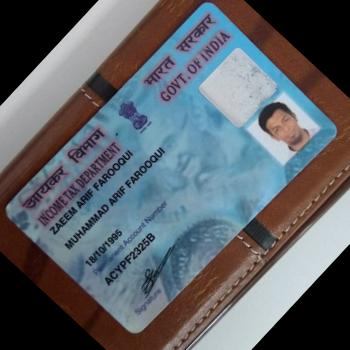 आयकर विभाग भारत सरकार
INCOME TAX DEPARTMENT GOVT. OF INDIA
ZAEEM ARIF FAROOQUI
MUHAMMAD ARIF FAROOQUI
18/10/1995
Permanent Account Number
ACYPF2325B
Signature